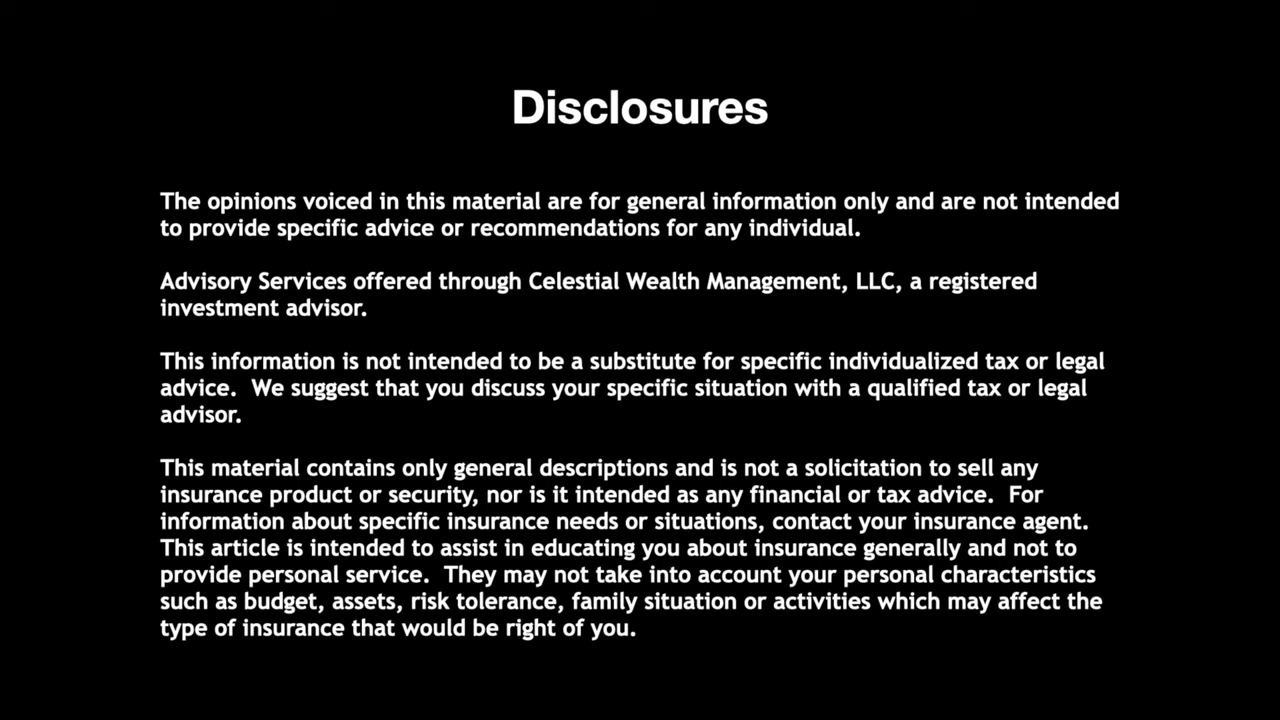 Disclosures
The opinions voiced in this material are for general information only and are not intended
to provide specific advice or recommendations for any individual.
Advisory Services offered through Celestial Wealth Management, LLC, a registered
investment advisor.
This information is not intended to be a substitute for specific individualized tax or legal
advice.  We suggest that you discuss your specific situation with a qualified tax or legal
advisor.
This material contains only general descriptions and is not a solicitation to sell any
insurance product or security, nor is it intended as any financial or tax advice.  For
information about specific insurance needs or situations, contact your insurance agent.
This article is intended to assist in educating you about insurance generally and not to
provide personal service.  They may not take into account your personal characteristics
such as budget, assets, risk tolerance, family situation or activities which may affect the
type of insurance that would be right of you.